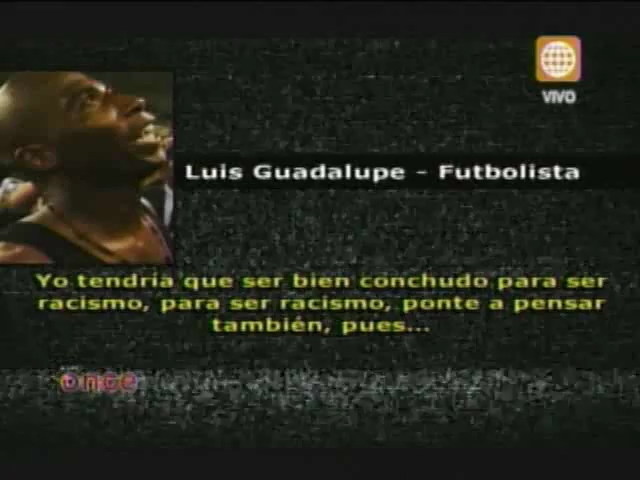 VIVO
Luis Guadalupe - Futbolista
Yo tendría que ser bien conchudo para ser
racismo, para ser racismo, ponte a pensar
también, pues...
once